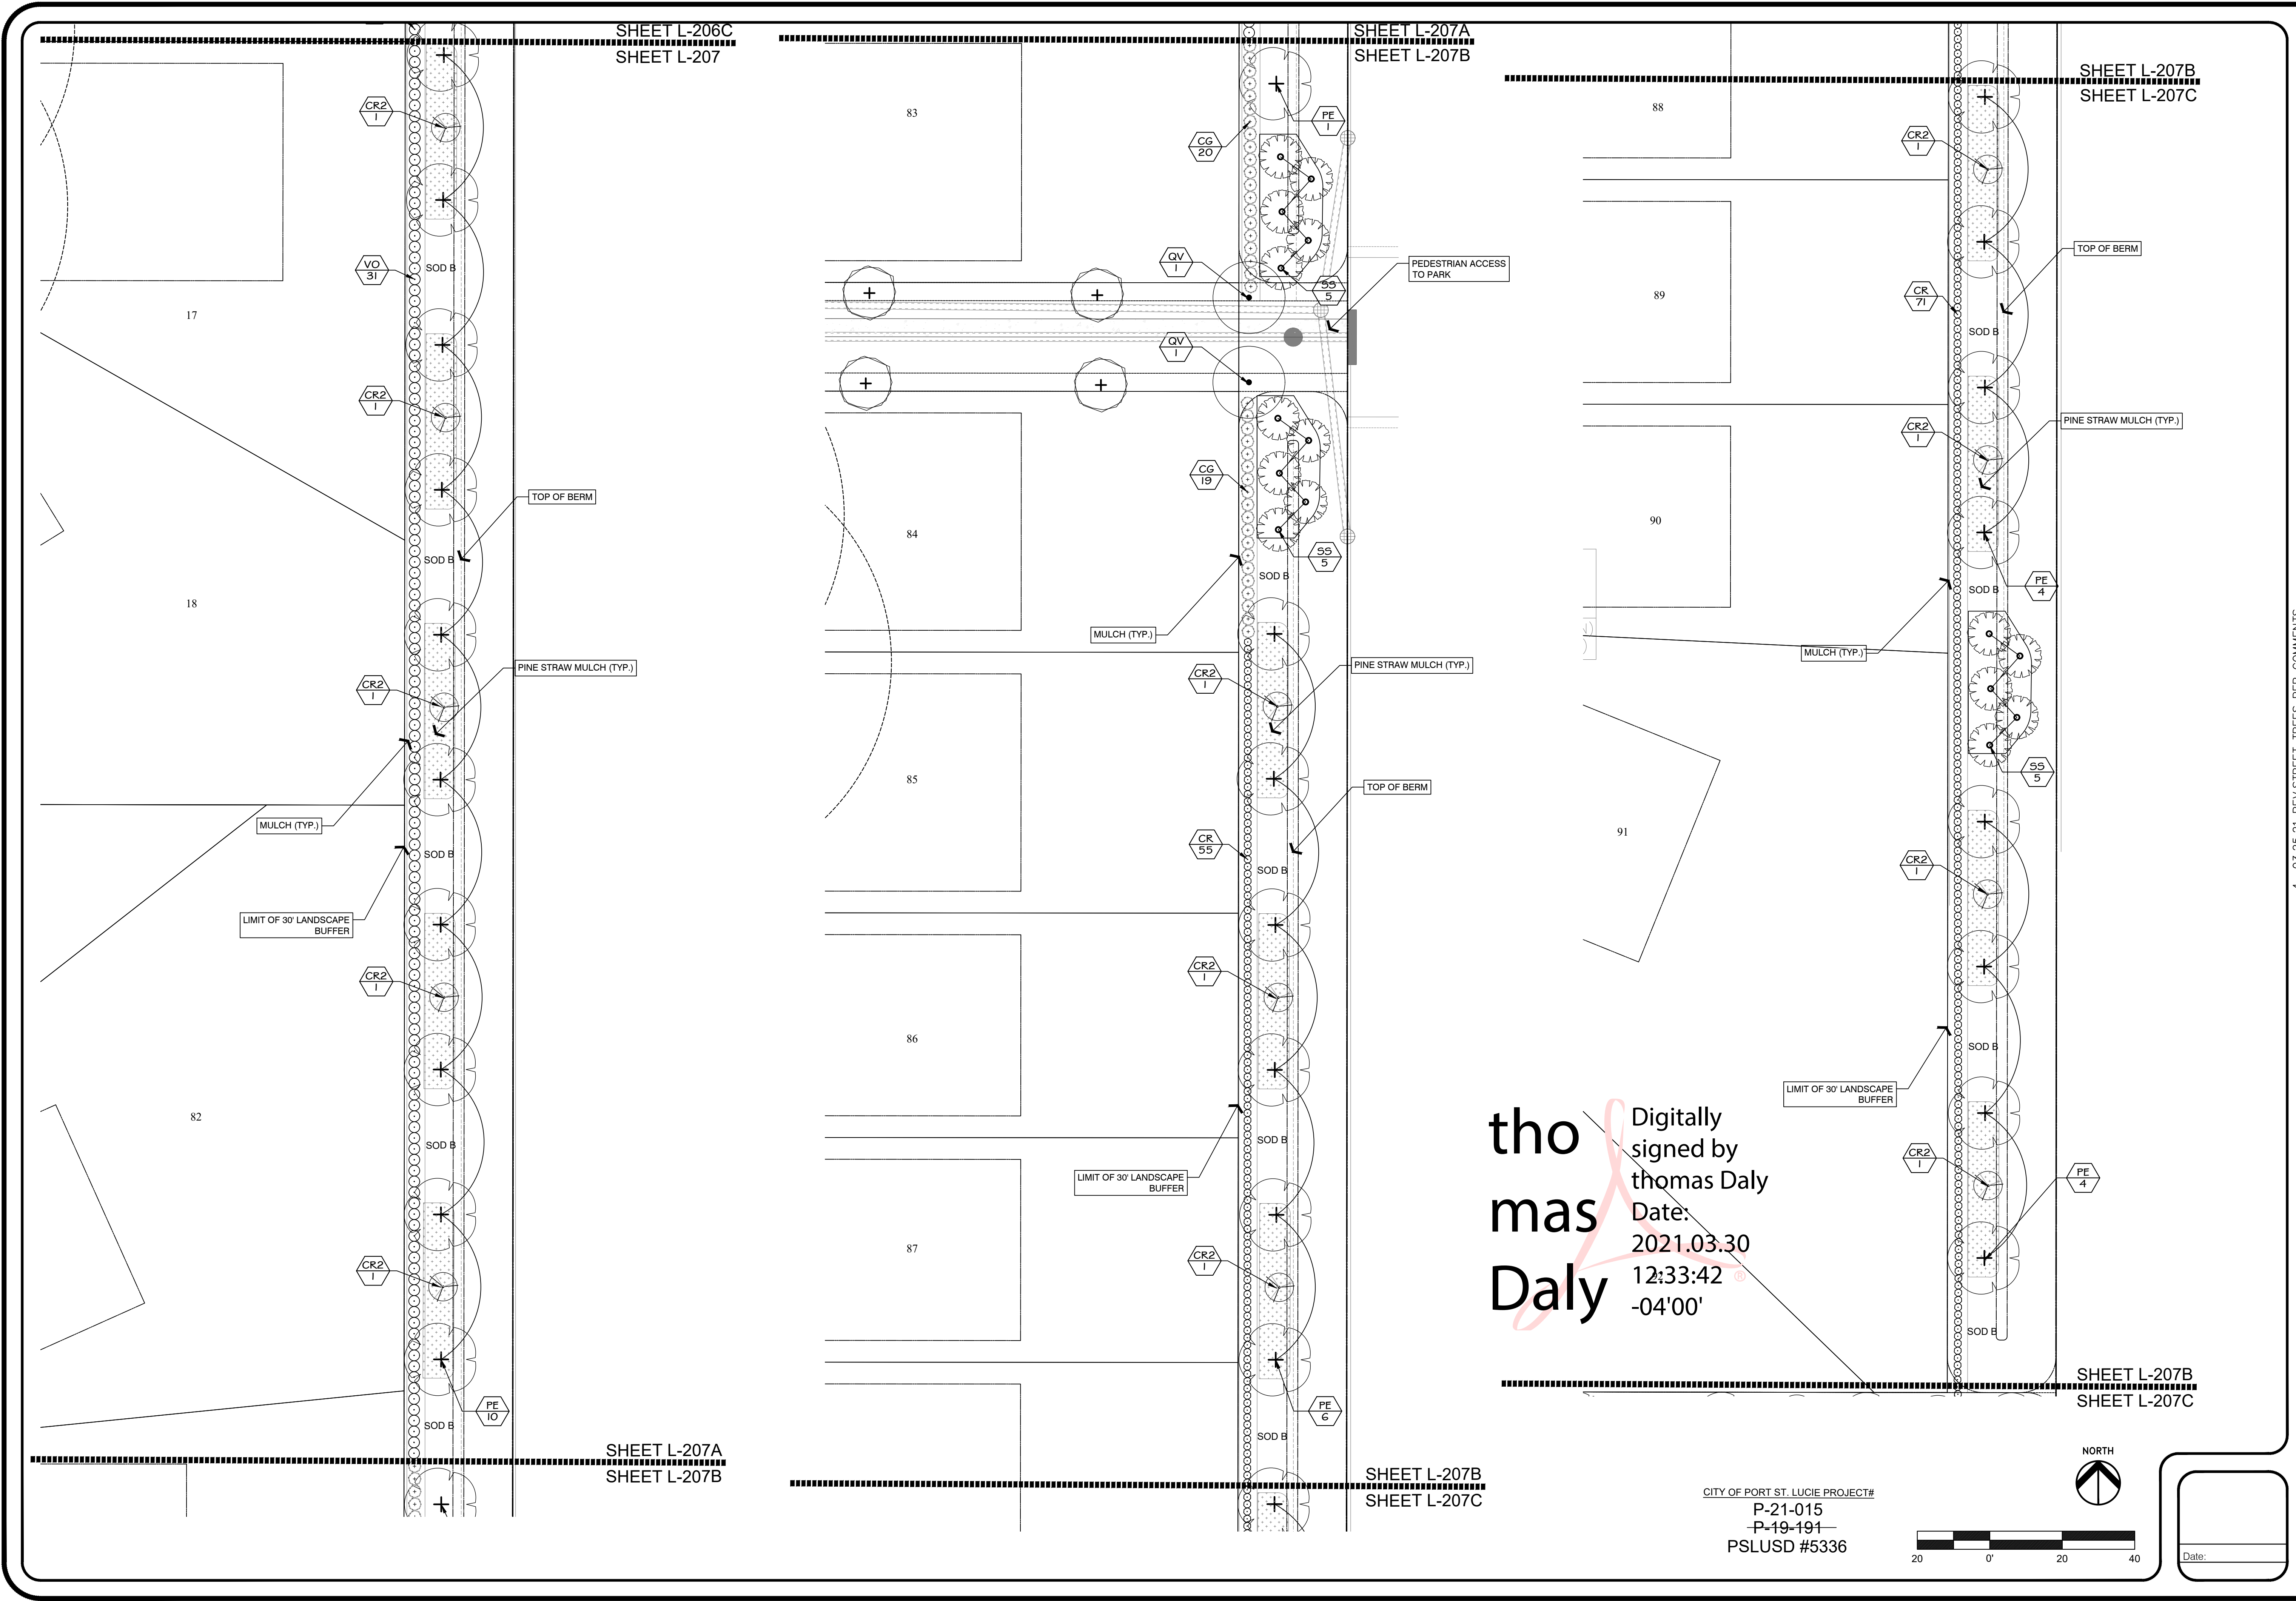 SHEET L-206C
SHEET L-207
CR2
1
VO
31
SOD B
17
CR2
1
TOP OF BERM
SOD B
18
PINE STRAW MULCH (TYP.)
CR2
1
MULCH (TYP.)
SOD B
LIMIT OF 30' LANDSCAPE
BUFFER
CR2
1
82
SOD B
CR2
1
PE
10
SOD B
SHEET L-207A
SHEET L-207B
SHEET L-207A
SHEET L-207B
83
PE
1
CG
20
QV
1
PEDESTRIAN ACCESS
TO PARK
SS
5
QV
1
CG
19
84
SS
5
SOD B
MULCH (TYP.)
PINE STRAW MULCH (TYP.)
CR2
1
85
TOP OF BERM
CR
55
SOD B
CR2
1
86
SOD B
LIMIT OF 30' LANDSCAPE
BUFFER
87
CR2
1
PE
6
SOD B
SHEET L-207B
SHEET L-207C
SHEET L-207B
SHEET L-207C
88
CR2
1
TOP OF BERM
89
CR
71
SOD B
PINE STRAW MULCH (TYP.)
CR2
1
90
PE
4
SOD B
MULCH (TYP.)
SS
5
91
CR2
1
SOD B
LIMIT OF 30' LANDSCAPE
BUFFER
CR2
1
PE
4
SOD B
tho
mas
Daly
Digitally
signed by
thomas Daly
Date:
2021.03.30
12:33:42
-04'00'
®
SHEET L-207B
SHEET L-207C
NORTH
CITY OF PORT ST. LUCIE PROJECT#
P-21-015
P-19-191
PSLUSD #5336
20
0'
20
40
Date: